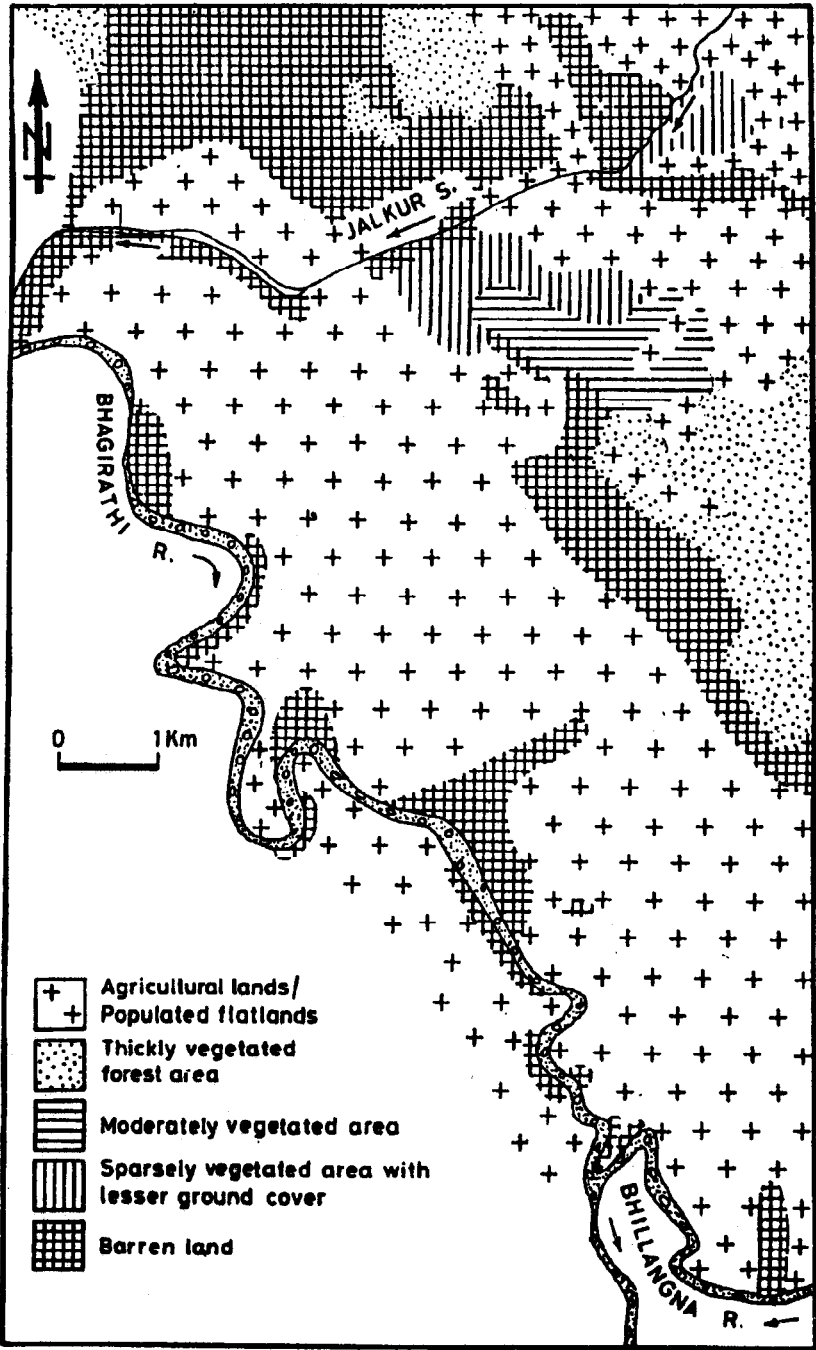 N
JALKUR S.
BHAGIRATHI
R.
0 1Km
Agricultural lands/
Populated flatlands
Thickly vegetated
forest area
Moderately vegetated area
Sparsely vegetated area with
lesser ground cover
Barren land
BHILLANGNA
R.